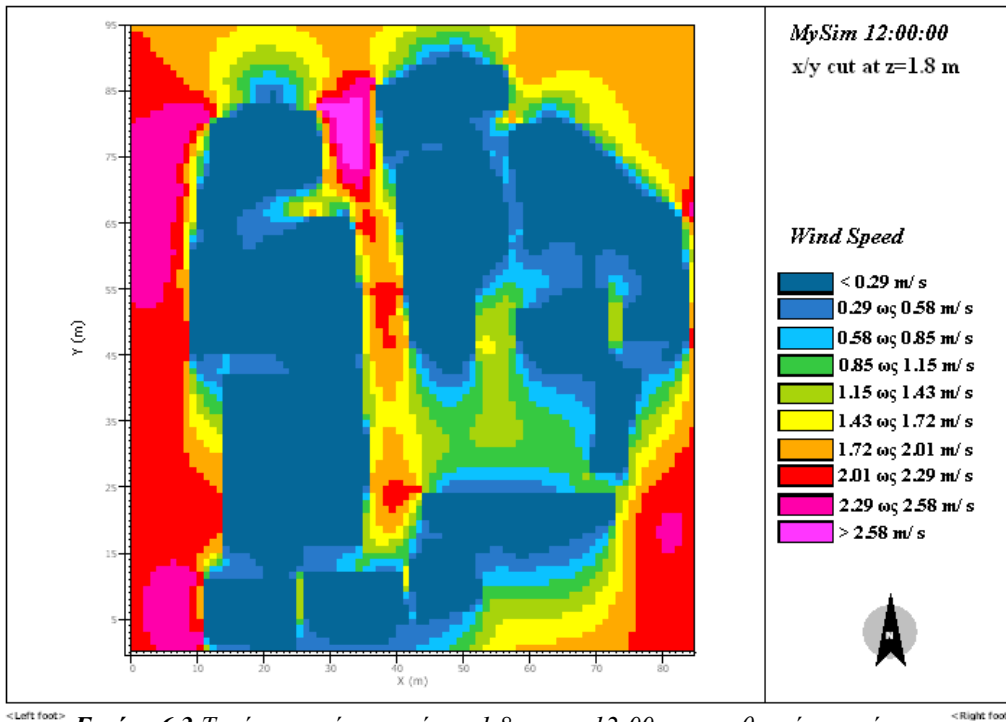 MySim 12:00:00
x/y cut at z=1.8 m
Wind Speed
< 0.29 m/s
0.29 ως 0.58 m/s
0.58 ως 0.85 m/s
0.85 ως 1.15 m/s
1.15 ως 1.43 m/s
1.43 ως 1.72 m/s
1.72 ως 2.01 m/s
2.01 ως 2.29 m/s
2.29 ως 2.58 m/s
> 2.58 m/s
N
95
85
75
65
55
45
35
25
15
5
Y (m)
0 10 20 30 40 50 60 70 80
X (m)
<Left foot>
<Right foot